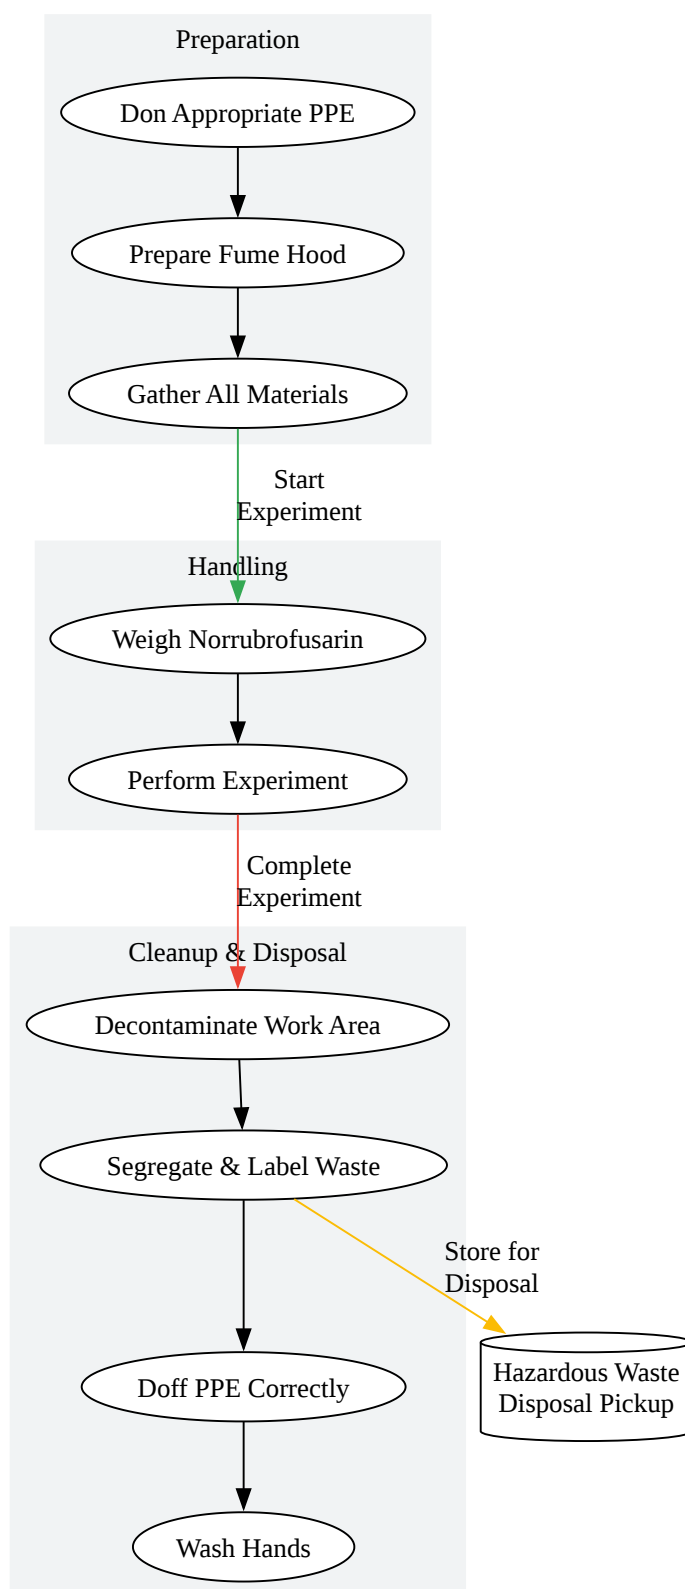 Preparation
Don Appropriate PPE
Prepare Fume Hood
Gather All Materials
Start
Experiment
Handling
Weigh Norrubrofusarin
Perform Experiment
Complete
Experiment
Cleanup & Disposal
Decontaminate Work Area
Segregate & Label Waste
Store for
Disposal
Hazardous Waste
Disposal Pickup
Doff PPE Correctly
Wash Hands